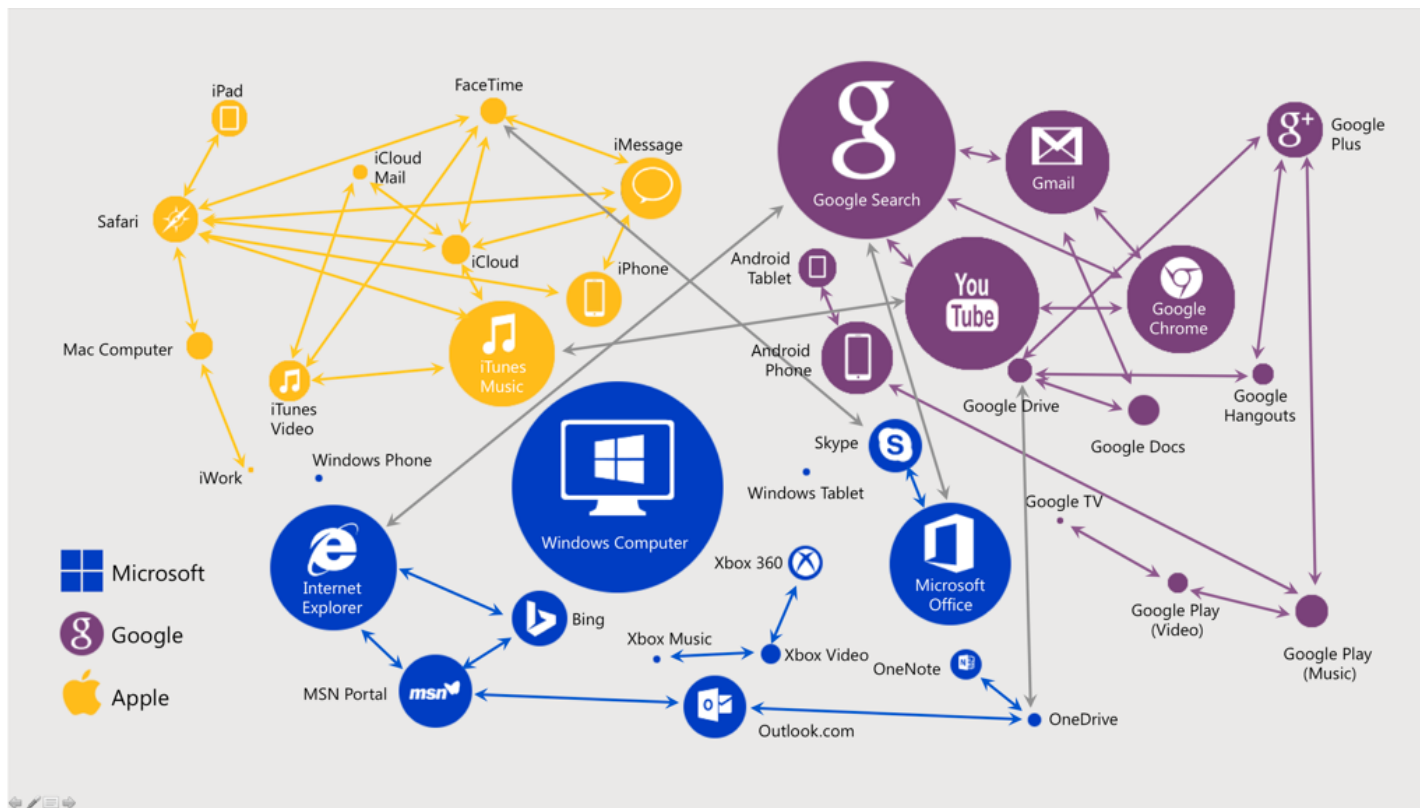 FaceTime
iPad
iMessage
iCloud
Mail
Safari
iCloud
iPhone
iTunes
Music
Mac Computer
iTunes
Video
iWork
g
Google Search
Gmail
g+
Google
Plus
Android
Tablet
You
Tube
Google
Chrome
Android
Phone
Google Drive
Google
Hangouts
Google Docs
Google TV
Google Play
(Video)
Google Play
(Music)
Windows Phone
Windows Computer
Skype
S
Windows Tablet
Microsoft
Office
e
Internet
Explorer
Xbox 360
Bing
Xbox Music
Xbox Video
OneNote
N
MSN Portal
msn
o
Outlook.com
OneDrive
Microsoft
g
Google
Apple